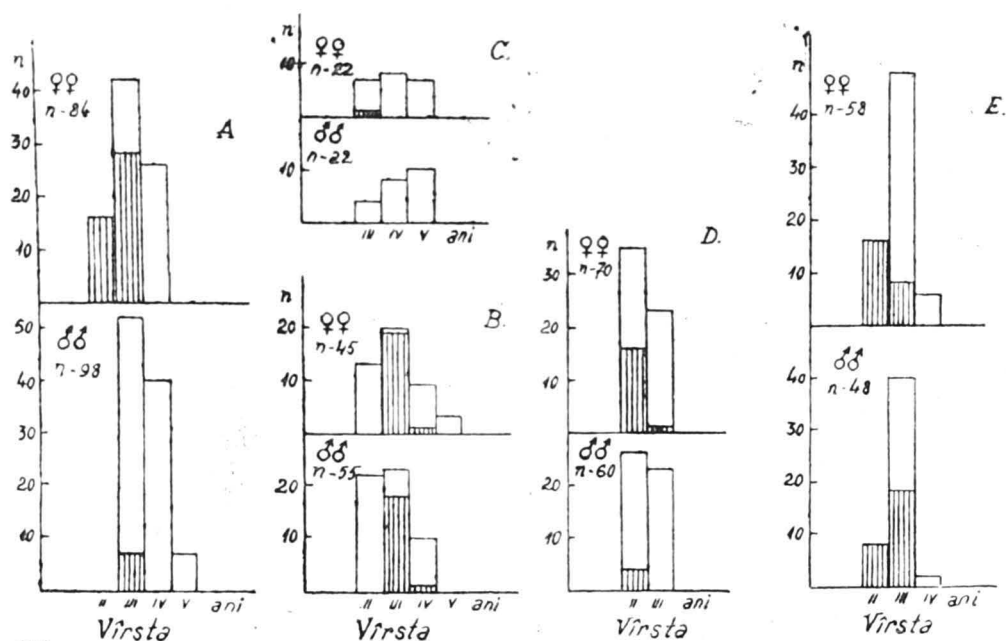 n
♀♀
n-84
A
40
30
20
10
♂♂
n-98
50
40
30
20
10
II III IV V ani
Vîrsta
n
♀♀
n-22
C.
10
♂♂
n-22
10
III IV V ani
n
♀♀
n-45
B.
20
10
♂♂
n-55
20
10
II III IV V ani
Vîrsta
n
♀♀
n-70
D.
30
20
10
♂♂
n-60
20
10
II III ani
Vîrsta
n
♀♀
n-58
E.
40
30
20
10
♂♂
n-48
40
30
20
10
II III IV ani
Vîrsta